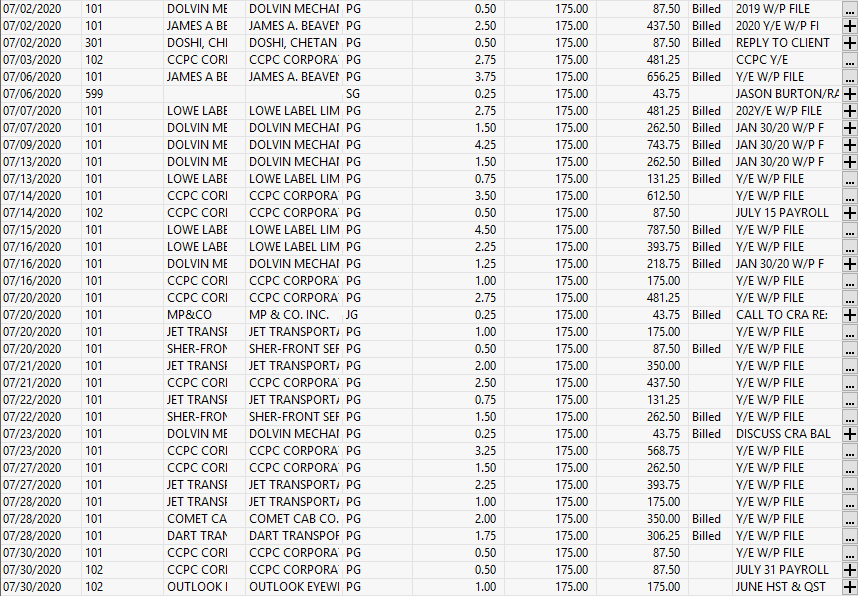 07/02/2020 101 DOLVIN ME DOLVIN MECHAN PG 0.50 175.00 87.50 Billed 2019 W/P FILE ...
07/02/2020 101 JAMES A BE JAMES A. BEAVEN PG 2.50 175.00 437.50 Billed 2020 Y/E W/P FI +
07/02/2020 301 DOSHI, CHI DOSHI, CHETAN PG 0.50 175.00 87.50 Billed REPLY TO CLIENT +
07/03/2020 102 CCPC CORI CCPC CORPORA PG 2.75 175.00 481.25 CCPC Y/E ...
07/06/2020 101 JAMES A BE JAMES A. BEAVEN PG 3.75 175.00 656.25 Billed Y/E W/P FILE ...
07/06/2020 599 SG 0.25 175.00 43.75 JASON BURTON/RA +
07/07/2020 101 LOWE LABE LOWE LABEL LIM PG 2.75 175.00 481.25 Billed 202Y/E W/P FILE +
07/07/2020 101 DOLVIN ME DOLVIN MECHAN PG 1.50 175.00 262.50 Billed JAN 30/20 W/P F +
07/09/2020 101 DOLVIN ME DOLVIN MECHAN PG 4.25 175.00 743.75 Billed JAN 30/20 W/P F +
07/13/2020 101 DOLVIN ME DOLVIN MECHAN PG 1.50 175.00 262.50 Billed JAN 30/20 W/P F +
07/13/2020 101 LOWE LABE LOWE LABEL LIM PG 0.75 175.00 131.25 Billed Y/E W/P FILE ...
07/14/2020 101 CCPC CORI CCPC CORPORA PG 3.50 175.00 612.50 Y/E W/P FILE ...
07/14/2020 102 CCPC CORI CCPC CORPORA PG 0.50 175.00 87.50 JULY 15 PAYROLL +
07/15/2020 101 LOWE LABE LOWE LABEL LIM PG 4.50 175.00 787.50 Billed Y/E W/P FILE ...
07/16/2020 101 LOWE LABE LOWE LABEL LIM PG 2.25 175.00 393.75 Billed Y/E W/P FILE ...
07/16/2020 101 DOLVIN ME DOLVIN MECHAN PG 1.25 175.00 218.75 Billed JAN 30/20 W/P F +
07/16/2020 101 CCPC CORI CCPC CORPORA PG 1.00 175.00 175.00 Y/E W/P FILE ...
07/20/2020 101 CCPC CORI CCPC CORPORA PG 2.75 175.00 481.25 Y/E W/P FILE ...
07/20/2020 101 MP&CO MP & CO. INC. JG 0.25 175.00 43.75 Billed CALL TO CRA RE: +
07/20/2020 101 JET TRANSF JET TRANSPORTA PG 1.00 175.00 175.00 Y/E W/P FILE ...
07/20/2020 101 SHER-FRON SHER-FRONT SEF PG 0.50 175.00 87.50 Billed Y/E W/P FILE ...
07/21/2020 101 JET TRANSF JET TRANSPORTA PG 2.00 175.00 350.00 Y/E W/P FILE ...
07/21/2020 101 CCPC CORI CCPC CORPORA PG 2.50 175.00 437.50 Y/E W/P FILE ...
07/22/2020 101 JET TRANSF JET TRANSPORTA PG 0.75 175.00 131.25 Y/E W/P FILE ...
07/22/2020 101 SHER-FRON SHER-FRONT SEF PG 1.50 175.00 262.50 Billed Y/E W/P FILE ...
07/23/2020 101 DOLVIN ME DOLVIN MECHAN PG 0.25 175.00 43.75 Billed DISCUSS CRA BAL +
07/23/2020 101 CCPC CORI CCPC CORPORA PG 3.25 175.00 568.75 Y/E W/P FILE ...
07/27/2020 101 CCPC CORI CCPC CORPORA PG 1.50 175.00 262.50 Y/E W/P FILE ...
07/27/2020 101 JET TRANSF JET TRANSPORTA PG 2.25 175.00 393.75 Y/E W/P FILE ...
07/28/2020 101 JET TRANSF JET TRANSPORTA PG 1.00 175.00 175.00 Y/E W/P FILE ...
07/28/2020 101 COMET CA COMET CAB CO. PG 2.00 175.00 350.00 Billed Y/E W/P FILE ...
07/28/2020 101 DART TRAN DART TRANSPOF PG 1.75 175.00 306.25 Billed Y/E W/P FILE ...
07/30/2020 101 CCPC CORI CCPC CORPORA PG 0.50 175.00 87.50 Y/E W/P FILE ...
07/30/2020 102 CCPC CORI CCPC CORPORA PG 0.50 175.00 87.50 JULY 31 PAYROLL +
07/30/2020 102 OUTLOOK I OUTLOOK EYEWI PG 1.00 175.00 175.00 JUNE HST & QST +